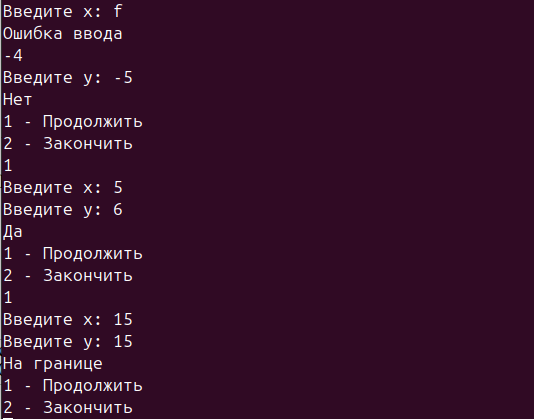 Введите x: f
Ошибка ввода
-4
Введите y: -5
Нет
1 - Продолжить
2 - Закончить
1
Введите x: 5
Введите y: 6
Да
1 - Продолжить
2 - Закончить
1
Введите x: 15
Введите y: 15
На границе
1 - Продолжить
2 - Закончить